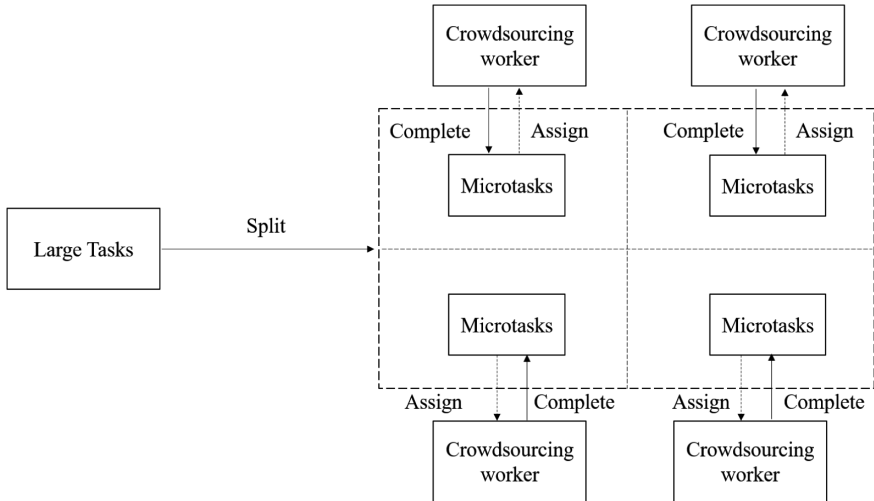 Crowdsourcing
worker
Crowdsourcing
worker
Complete
Assign
Complete
Assign
Microtasks
Microtasks
Split
Large Tasks
Microtasks
Microtasks
Assign
Complete
Assign
Complete
Crowdsourcing
worker
Crowdsourcing
worker